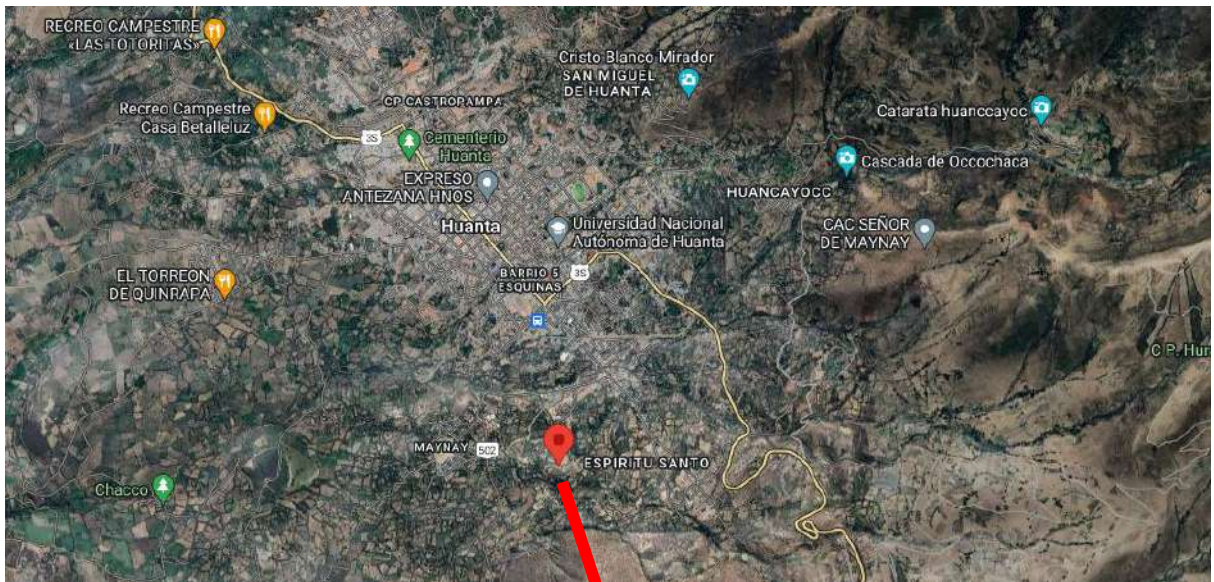 RECREO CAMPESTRE
«LAS TOTORITAS»
Cristo Blanco Mirador
SAN MIGUEL
DE HUANTA
Recreo Campestre
Casa Betalleluz
CP CASTROPAMPA
Catarata huanccayoc
3S
Cementerio
Huanta
Cascada de Occochaca
EXPRESO
ANTEZANA HNOS
HUANCAYOCC
Huanta
Universidad Nacional
Autónoma de Huanta
CAC SEÑOR
DE MAYNAY
EL TORREON
DE QUINRAPA
BARRIO 5
ESQUINAS
3S
C P. Hur
MAYNAY
502
ESPIRITU SANTO
Chacco